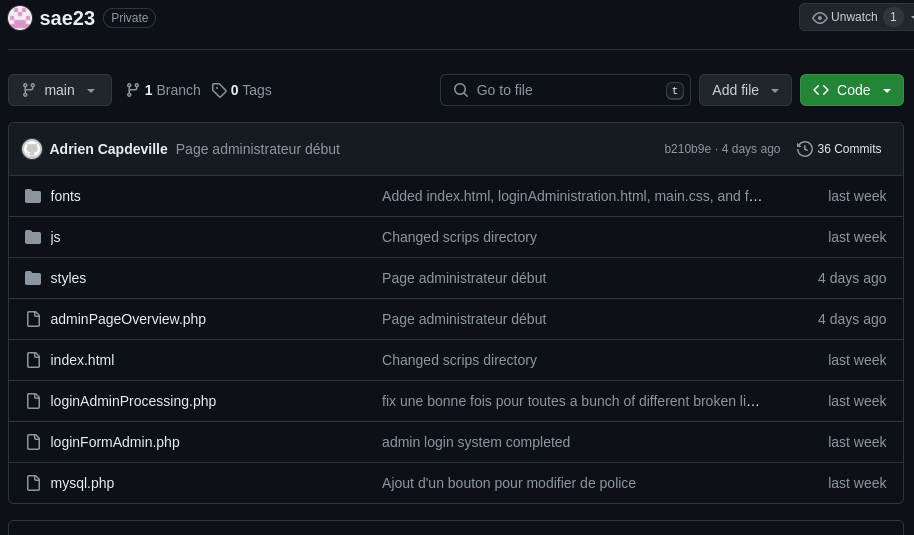 sae23 Private Unwatch 1
main 1 Branch 0 Tags Go to file t Add file Code
Adrien Capdeville Page administrateur début b210b9e · 4 days ago 36 Commits
fonts Added index.html, loginAdministration.html, main.css, and f... last week
js Changed scrips directory last week
styles Page administrateur début 4 days ago
adminPageOverview.php Page administrateur début 4 days ago
index.html Changed scrips directory last week
loginAdminProcessing.php fix une bonne fois pour toutes a bunch of different broken li... last week
loginFormAdmin.php admin login system completed last week
mysql.php Ajout d'un bouton pour modifier de police last week